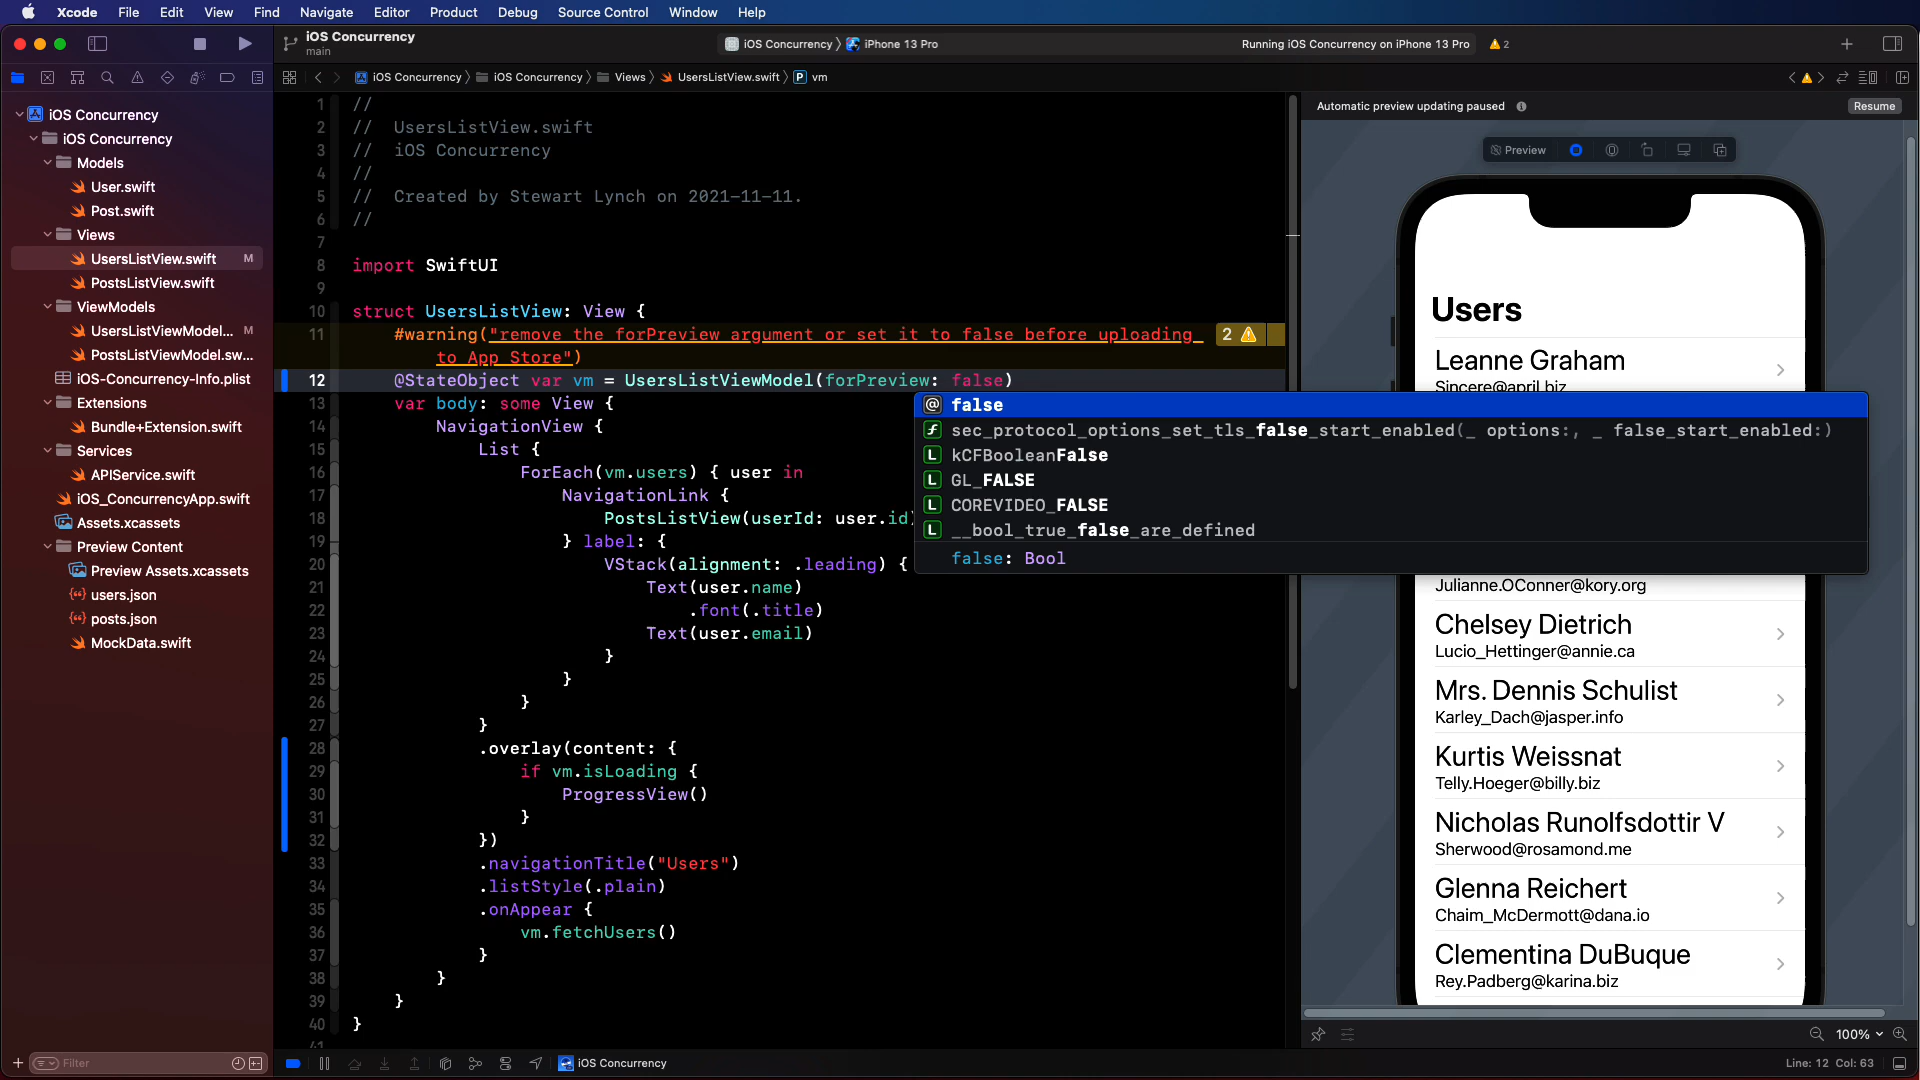 Xcode File Edit View Find Navigate Editor Product Debug Source Control Window Help
iOS Concurrency
main
iOS Concurrency
iPhone 13 Pro
Running iOS Concurrency on iPhone 13 Pro
2
iOS Concurrency
iOS Concurrency
Views
UsersListView.swift
P vm
iOS Concurrency
iOS Concurrency
Models
User.swift
Post.swift
Views
UsersListView.swift M
PostsListView.swift
ViewModels
UsersListViewModel... M
PostsListViewModel.sw...
iOS-Concurrency-Info.plist
Extensions
Bundle+Extension.swift
Services
APIService.swift
iOS_ConcurrencyApp.swift
Assets.xcassets
Preview Content
Preview Assets.xcassets
users.json
posts.json
MockData.swift
Filter
1 //
2 //  UsersListView.swift
3 //  iOS Concurrency
4 //
5 //  Created by Stewart Lynch on 2021-11-11.
6 //
7
8 import SwiftUI
9
10 struct UsersListView: View {
11 #warning("remove the forPreview argument or set it to false before uploading
to App Store")
2
12 @StateObject var vm = UsersListViewModel(forPreview: false)
13 var body: some View {
14 NavigationView {
15 List {
16 ForEach(vm.users) { user in
17 NavigationLink {
18 PostsListView(userId: user.id)
19 } label: {
20 VStack(alignment: .leading) {
21 Text(user.name)
22 .font(.title)
23 Text(user.email)
24 }
25 }
26 }
27 }
28 .overlay(content: {
29 if vm.isLoading {
30 ProgressView()
31 }
32 })
33 .navigationTitle("Users")
34 .listStyle(.plain)
35 .onAppear {
36 vm.fetchUsers()
37 }
38 }
39 }
40 }
41
@ false
f sec_protocol_options_set_tls_false_start_enabled(_ options:, _ false_start_enabled:)
L kCFBooleanFalse
L GL_FALSE
L COREVIDEO_FALSE
L __bool_true_false_are_defined
false: Bool
Automatic preview updating paused
Resume
Preview
Users
Leanne Graham
Sincere@april.biz
Julianne.OConner@kory.org
Chelsey Dietrich
Lucio_Hettinger@annie.ca
Mrs. Dennis Schulist
Karley_Dach@jasper.info
Kurtis Weissnat
Telly.Hoeger@billy.biz
Nicholas Runolfsdottir V
Sherwood@rosamond.me
Glenna Reichert
Chaim_McDermott@dana.io
Clementina DuBuque
Rey.Padberg@karina.biz
100%
iOS Concurrency
Line: 12 Col: 63